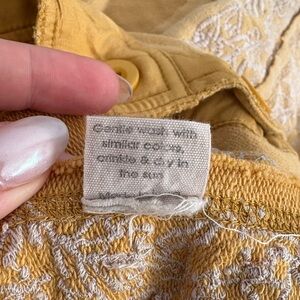 Gentle wash with
similar colors,
crinkle & dry in
the sun